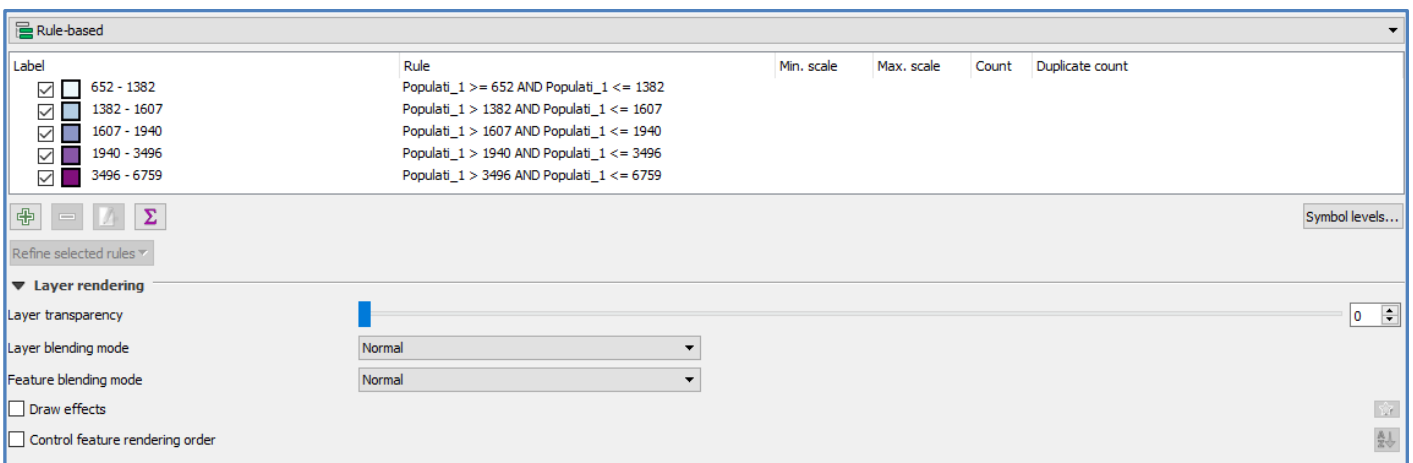 Rule-based
Label Rule Min. scale Max. scale Count Duplicate count
652 - 1382 Populati_1 >= 652 AND Populati_1 <= 1382
1382 - 1607 Populati_1 > 1382 AND Populati_1 <= 1607
1607 - 1940 Populati_1 > 1607 AND Populati_1 <= 1940
1940 - 3496 Populati_1 > 1940 AND Populati_1 <= 3496
3496 - 6759 Populati_1 > 3496 AND Populati_1 <= 6759
Σ Symbol levels...
Refine selected rules
Layer rendering
Layer transparency 0
Layer blending mode Normal
Feature blending mode Normal
Draw effects
Control feature rendering order